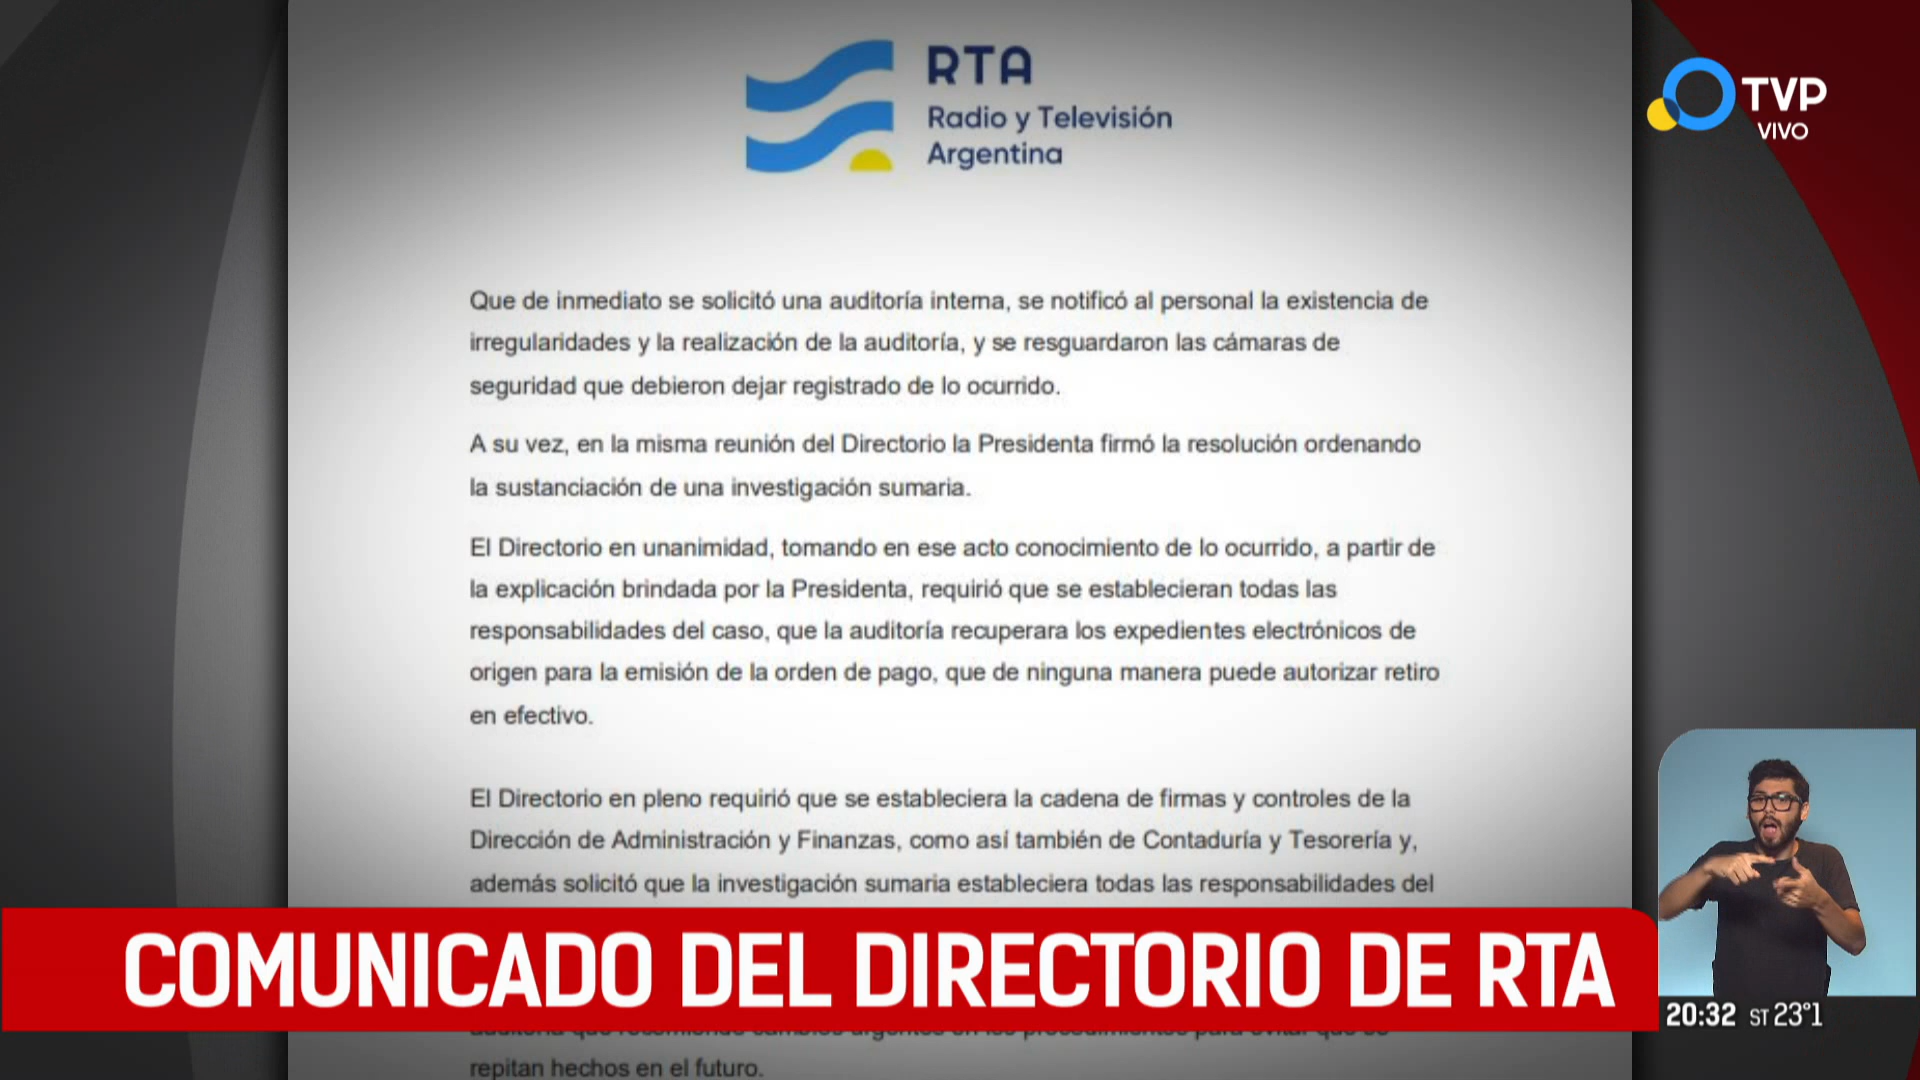 RTA
Radio y Televisión
Argentina
TVP
VIVO
Que de inmediato se solicitó una auditoría interna, se notificó al personal la existencia de
irregularidades y la realización de la auditoría, y se resguardaron las cámaras de
seguridad que debieron dejar registrado de lo ocurrido.
A su vez, en la misma reunión del Directorio la Presidenta firmó la resolución ordenando
la sustanciación de una investigación sumaria.
El Directorio en unanimidad, tomando en ese acto conocimiento de lo ocurrido, a partir de
la explicación brindada por la Presidenta, requirió que se establecieran todas las
responsabilidades del caso, que la auditoría recuperara los expedientes electrónicos de
origen para la emisión de la orden de pago, que de ninguna manera puede autorizar retiro
en efectivo.
El Directorio en pleno requirió que se estableciera la cadena de firmas y controles de la
Dirección de Administración y Finanzas, como así también de Contaduría y Tesorería y,
además solicitó que la investigación sumaria estableciera todas las responsabilidades del
COMUNICADO DEL DIRECTORIO DE RTA
repitan hechos en el futuro.
20:32 ST 23°1